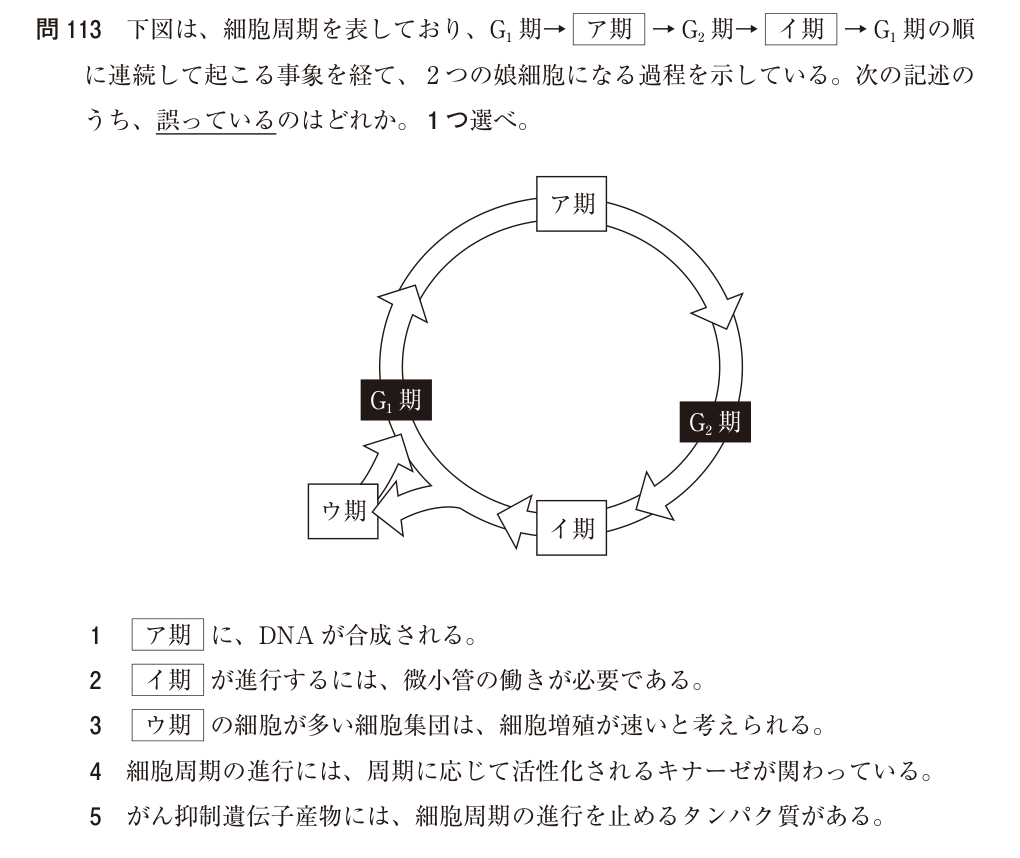 問113 下図は、細胞周期を表しており、G₁ 期→ ア期 →G₂ 期→ イ期 →G₁ 期の順
に連続して起こる事象を経て、2つの娘細胞になる過程を示している。次の記述の
うち、誤っているのはどれか。1つ選べ。
ア期
G₁ 期
G₂ 期
ウ期
イ期
1 ア期 に、DNA が合成される。
2 イ期 が進行するには、微小管の働きが必要である。
3 ウ期 の細胞が多い細胞集団は、細胞増殖が速いと考えられる。
4 細胞周期の進行には、周期に応じて活性化されるキナーゼが関わっている。
5 がん抑制遺伝子産物には、細胞周期の進行を止めるタンパク質がある。